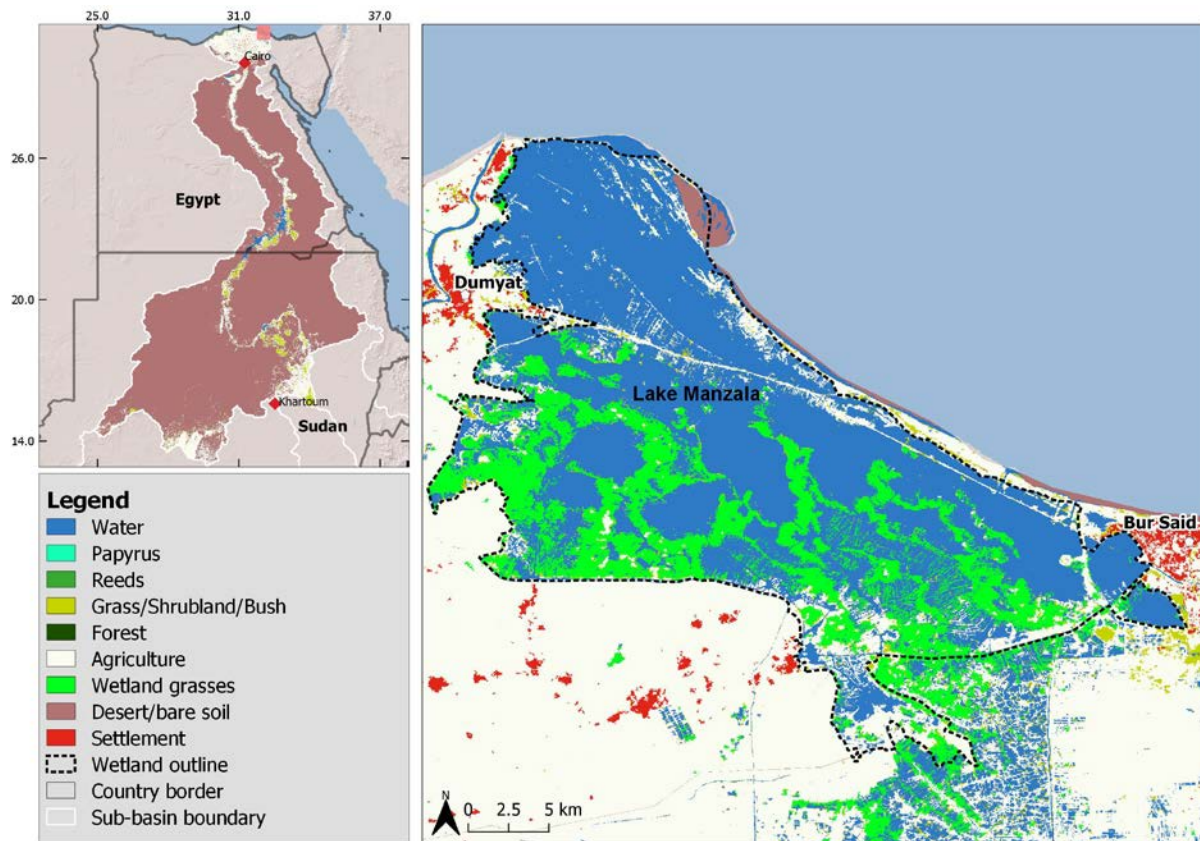 25.0
31.0
37.0
Cairo
26.0
Egypt
20.0
Khartoum
Sudan
14.0
Legend
Water
Papyrus
Reeds
Grass/Shrubland/Bush
Forest
Agriculture
Wetland grasses
Desert/bare soil
Settlement
Wetland outline
Country border
Sub-basin boundary
Dumyat
Lake Manzala
Bur Said
N
0 2.5 5 km